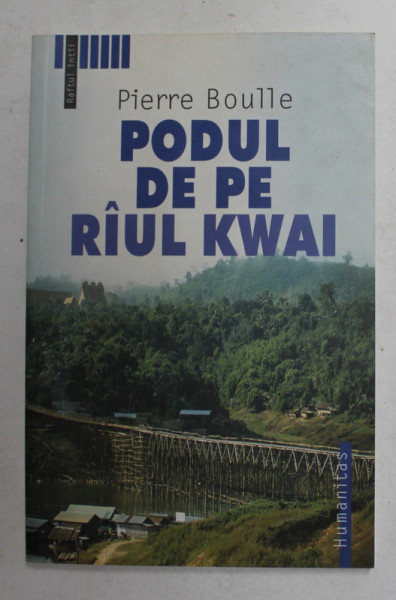 Raftul întîi
Pierre Boulle
PODUL
DE PE
RÎUL KWAI
Humanitas